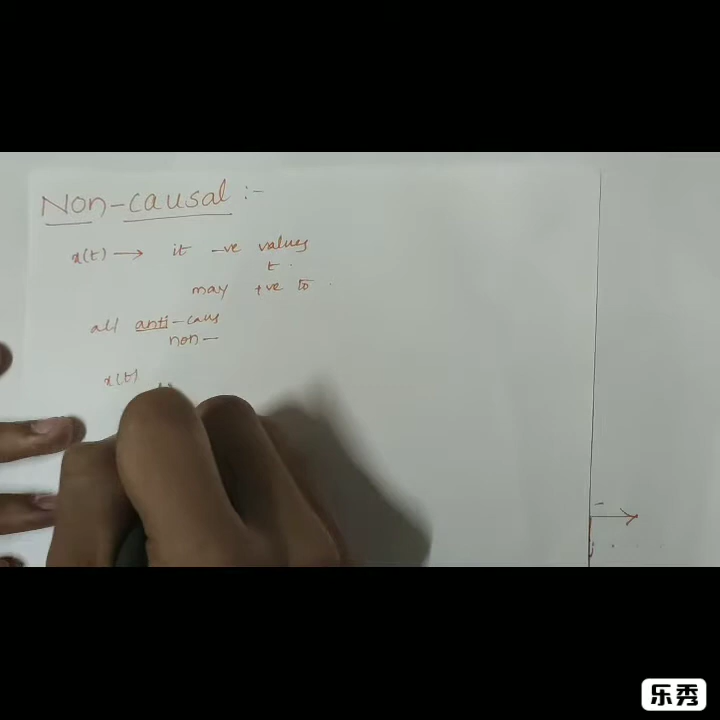 Non-causal :-
x(t) → it -ve values
t.
may +ve to.
all anti-caus
non-
x(t)
乐秀